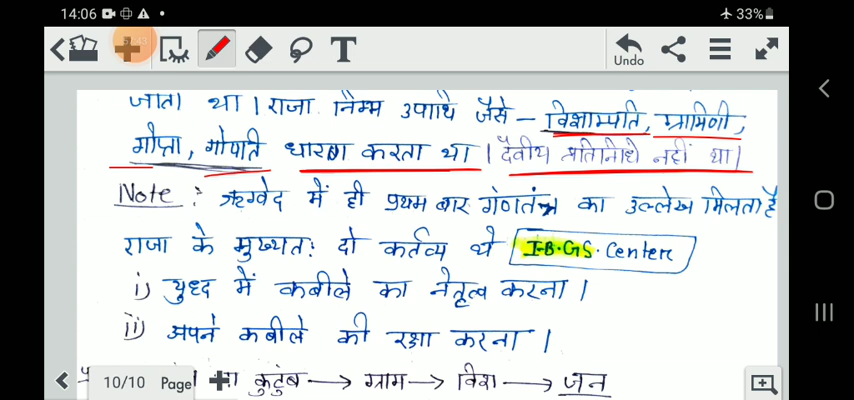 14:06
33%
Undo
जाता था। राजा निम्म उपाधि जैसे – विशाम्पति, ग्रामिणी,
गोप्ता, गोपति धारण करता था। दैवीय प्रतिनिधि नहीं था।
Note : ऋग्वेद में ही प्रथम बार गणतंत्र का उल्लेख मिलता है
राजा के मुख्यतः दो कर्तव्य थे I.B.GS. Center
i) युध्द में कबीले का नेतृत्व करना।
ii) अपने कबीले की रक्षा करना।
10/10 Page
कुटुंब → ग्राम → विश → जन